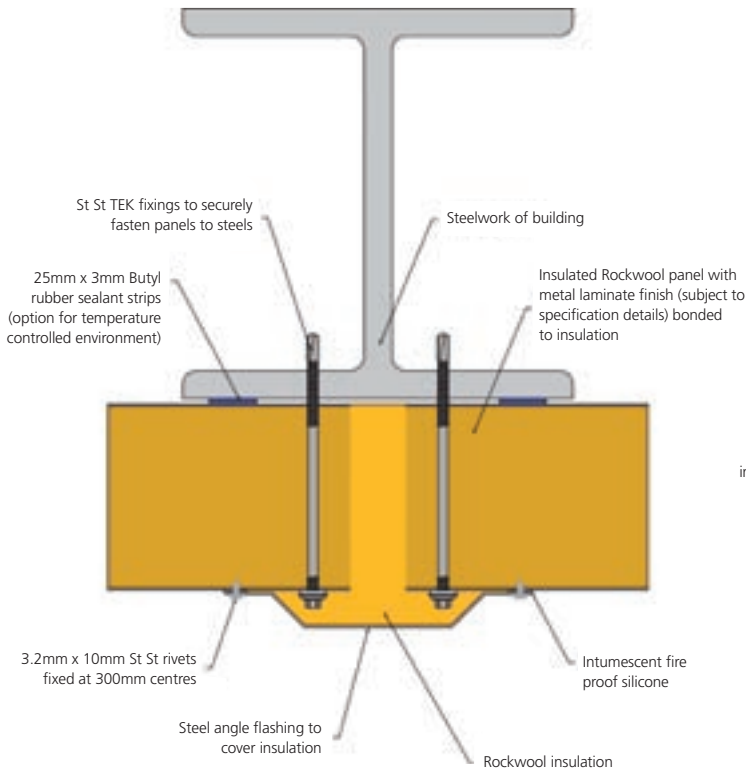 St St TEK fixings to securely
fasten panels to steels
Steelwork of building
25mm x 3mm Butyl
rubber sealant strips
(option for temperature
controlled environment)
Insulated Rockwool panel with
metal laminate finish (subject to
specification details) bonded
to insulation
3.2mm x 10mm St St rivets
fixed at 300mm centres
Intumescent fire
proof silicone
Steel angle flashing to
cover insulation
Rockwool insulation